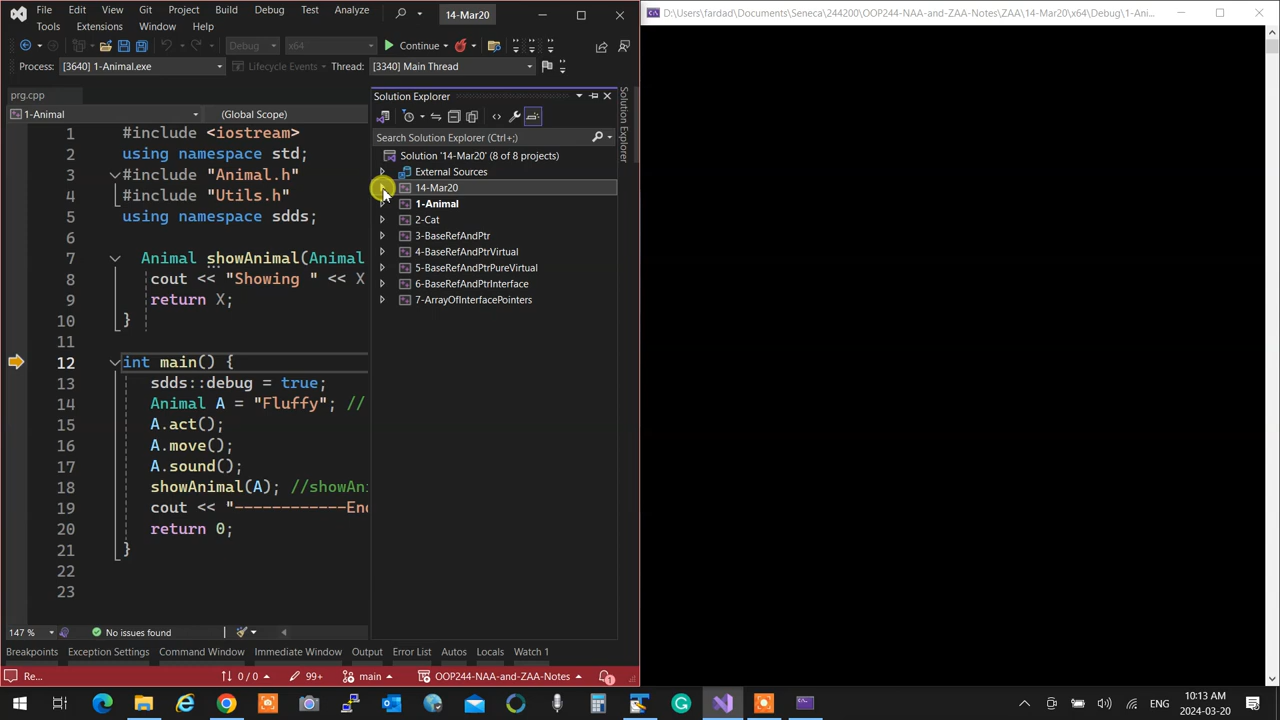 File Edit View Git Project Build Debug Test Analyze
Tools Extensions Window Help
14-Mar20
Debug x64 Continue
Process: [3640] 1-Animal.exe Lifecycle Events Thread: [3340] Main Thread
prg.cpp
1-Animal (Global Scope)
1 #include <iostream>
2 using namespace std;
3 #include "Animal.h"
4 #include "Utils.h"
5 using namespace sdds;
6
7 Animal showAnimal(Animal
8 cout << "Showing " << X
9 return X;
10 }
11
12 int main() {
13 sdds::debug = true;
14 Animal A = "Fluffy"; //
15 A.act();
16 A.move();
17 A.sound();
18 showAnimal(A); //showAni
19 cout << "------------End
20 return 0;
21 }
22
23
147 % No issues found
Solution Explorer
Search Solution Explorer (Ctrl+;)
Solution '14-Mar20' (8 of 8 projects)
External Sources
14-Mar20
1-Animal
2-Cat
3-BaseRefAndPtr
4-BaseRefAndPtrVirtual
5-BaseRefAndPtrPureVirtual
6-BaseRefAndPtrInterface
7-ArrayOfInterfacePointers
Solution Explorer
Breakpoints Exception Settings Command Window Immediate Window Output Error List Autos Locals Watch 1
Re... 0 / 0 99+ main OOP244-NAA-and-ZAA-Notes 1
D:\Users\fardad\Documents\Seneca\244200\OOP244-NAA-and-ZAA-Notes\ZAA\14-Mar20\x64\Debug\1-Ani...
ENG 10:13 AM
2024-03-20